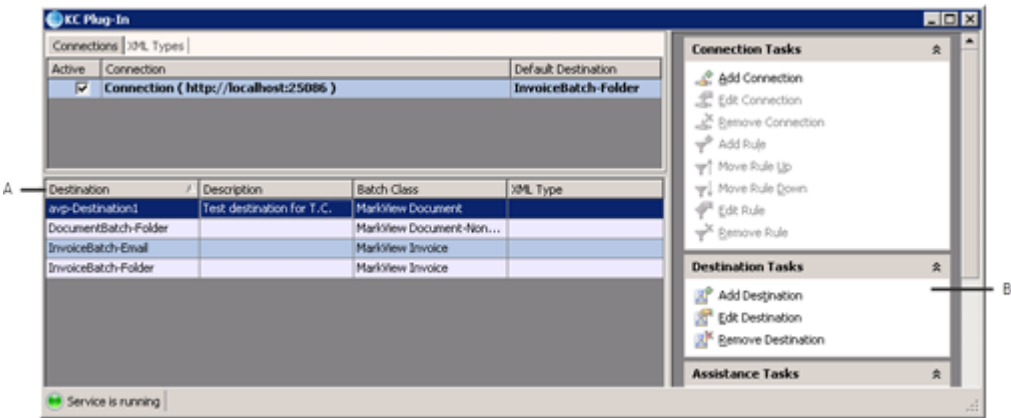 KC Plug-In
Connections XML Types
Active Connection Default Destination
Connection ( http://localhost:25086 ) InvoiceBatch-Folder
A
Destination Description Batch Class XML Type
avp-Destination1 Test destination for T.C. MarkView Document
DocumentBatch-Folder MarkView Document-Non...
InvoiceBatch-Email MarkView Invoice
InvoiceBatch-Folder MarkView Invoice
Connection Tasks
Add Connection
Edit Connection
Remove Connection
Add Rule
Move Rule Up
Move Rule Down
Edit Rule
Remove Rule
Destination Tasks
B
Add Destination
Edit Destination
Remove Destination
Assistance Tasks
Service is running